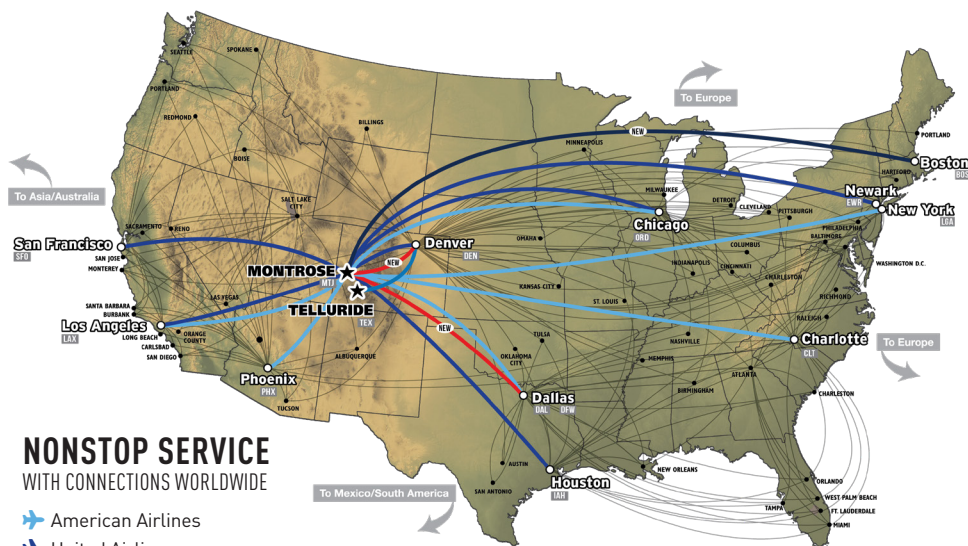 To Europe
SEATTLE
SPOKANE
PORTLAND
REDMOND
BILLINGS
BOISE
MINNEAPOLIS
NEW
PORTLAND
Boston
BOS
HARTFORD
To Asia/Australia
SALT LAKE
CITY
MILWAUKEE
DETROIT
CLEVELAND
PITTSBURGH
Newark
EWR
New York
LGA
Chicago
ORD
PHILADELPHIA
BALTIMORE
WASHINGTON D.C.
SACRAMENTO
RENO
San Francisco
SFO
SAN JOSE
MONTEREY
Denver
DEN
OMAHA
COLUMBUS
INDIANAPOLIS
CINCINNATI
CHARLESTON
NEW
MONTROSE
MTJ
TELLURIDE
TEX
KANSAS CITY
ST. LOUIS
RICHMOND
RALEIGH
LAS VEGAS
SANTA BARBARA
BURBANK
Los Angeles
LAX
LONG BEACH
ORANGE
COUNTY
CARLSBAD
SAN DIEGO
NEW
TULSA
OKLAHOMA
CITY
NASHVILLE
MEMPHIS
Charlotte
CLT
To Europe
ALBUQUERQUE
Phoenix
PHX
TUCSON
ATLANTA
BIRMINGHAM
CHARLESTON
Dallas
DAL DFW
NONSTOP SERVICE
WITH CONNECTIONS WORLDWIDE
AUSTIN
SAN ANTONIO
Houston
IAH
NEW ORLEANS
To Mexico/South America
ORLANDO
WEST PALM BEACH
TAMPA
FT. LAUDERDALE
MIAMI
American Airlines